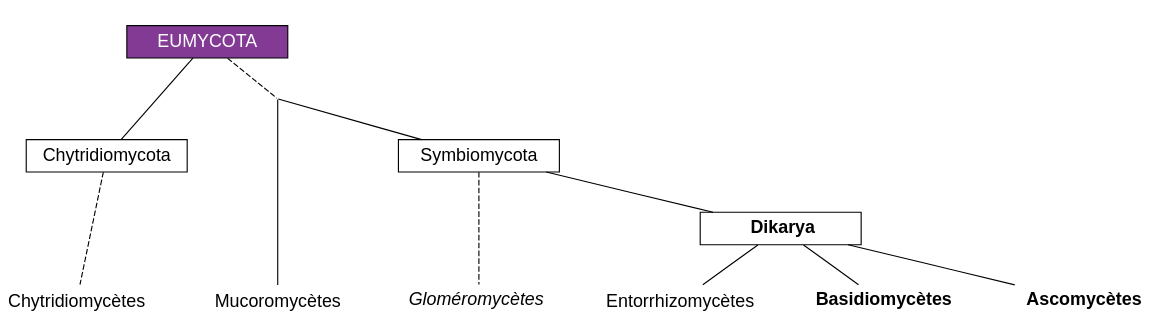 EUMYCOTA
Chytridiomycota
Symbiomycota
Dikarya
Chytridiomycètes
Mucoromycètes
Gloméromycètes
Entorrhizomycètes
Basidiomycètes
Ascomycètes